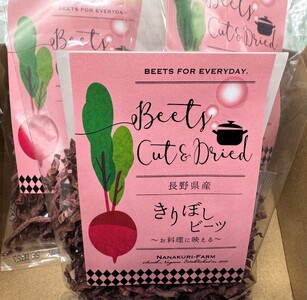 BEETS FOR EVERYDAY.
Beets
Cut & Dried
長野県産
きりぼし
ビーツ
～お料理に映える～
NANAKURI-FARM
Beets